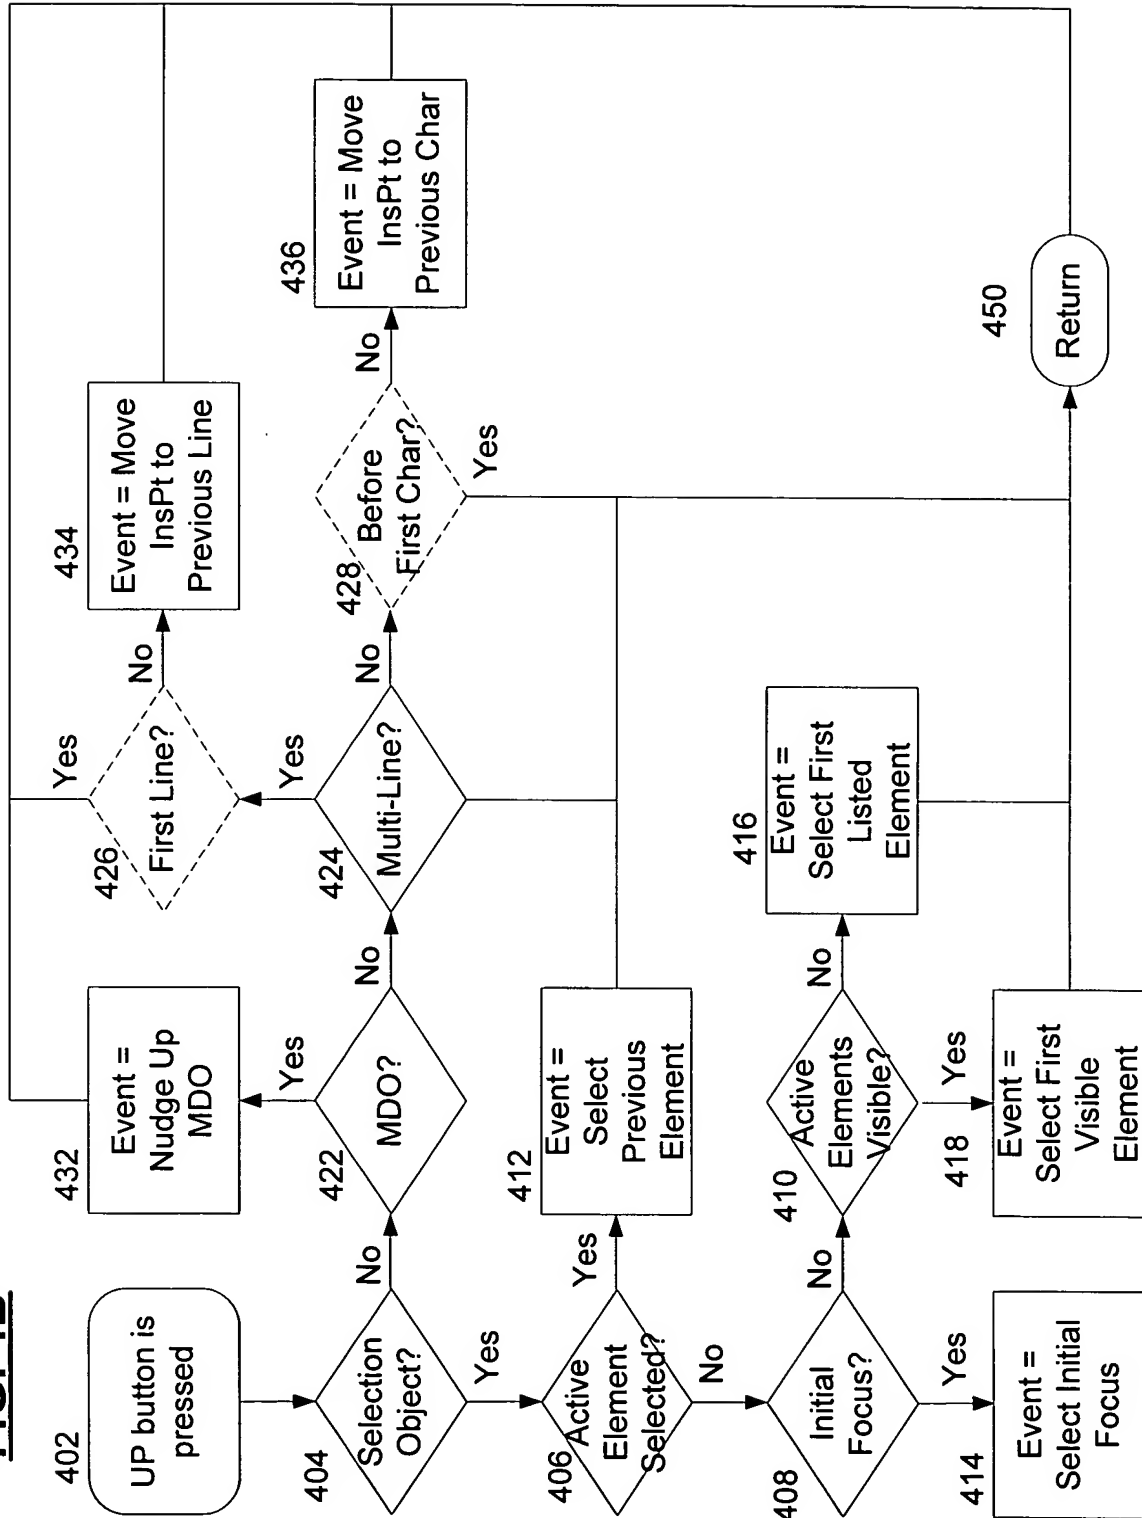 402
UP button is
pressed
432
Event =
Nudge Up
MDO
Yes
426
First Line?
Yes
No
434
Event = Move
InsPt to
Previous Line
404
Selection
Object?
No
Yes
422
MDO?
Yes
No
424
Multi-Line?
Yes
No
428
Before
First Char?
Yes
No
436
Event = Move
InsPt to
Previous Char
406
Active
Element
Selected?
Yes
No
412
Event =
Select
Previous
Element
408
Initial
Focus?
No
Yes
410
Active
Elements
Visible?
No
Yes
416
Event =
Select First
Listed
Element
414
Event =
Select Initial
Focus
418
Event =
Select First
Visible
Element
450
Return